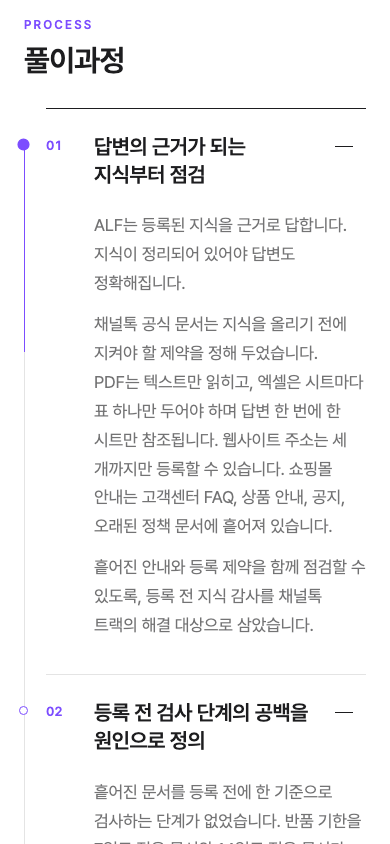 PROCESS
풀이과정
01
답변의 근거가 되는
지식부터 점검
ALF는 등록된 지식을 근거로 답합니다.
지식이 정리되어 있어야 답변도
정확해집니다.
채널톡 공식 문서는 지식을 올리기 전에
지켜야 할 제약을 정해 두었습니다.
PDF는 텍스트만 읽히고, 엑셀은 시트마다
표 하나만 두어야 하며 답변 한 번에 한
시트만 참조됩니다. 웹사이트 주소는 세
개까지만 등록할 수 있습니다. 쇼핑몰
안내는 고객센터 FAQ, 상품 안내, 공지,
오래된 정책 문서에 흩어져 있습니다.
흩어진 안내와 등록 제약을 함께 점검할 수
있도록, 등록 전 지식 감사를 채널톡
트랙의 해결 대상으로 삼았습니다.
02
등록 전 검사 단계의 공백을
원인으로 정의
흩어진 문서를 등록 전에 한 기준으로
검사하는 단계가 없었습니다. 반품 기한을